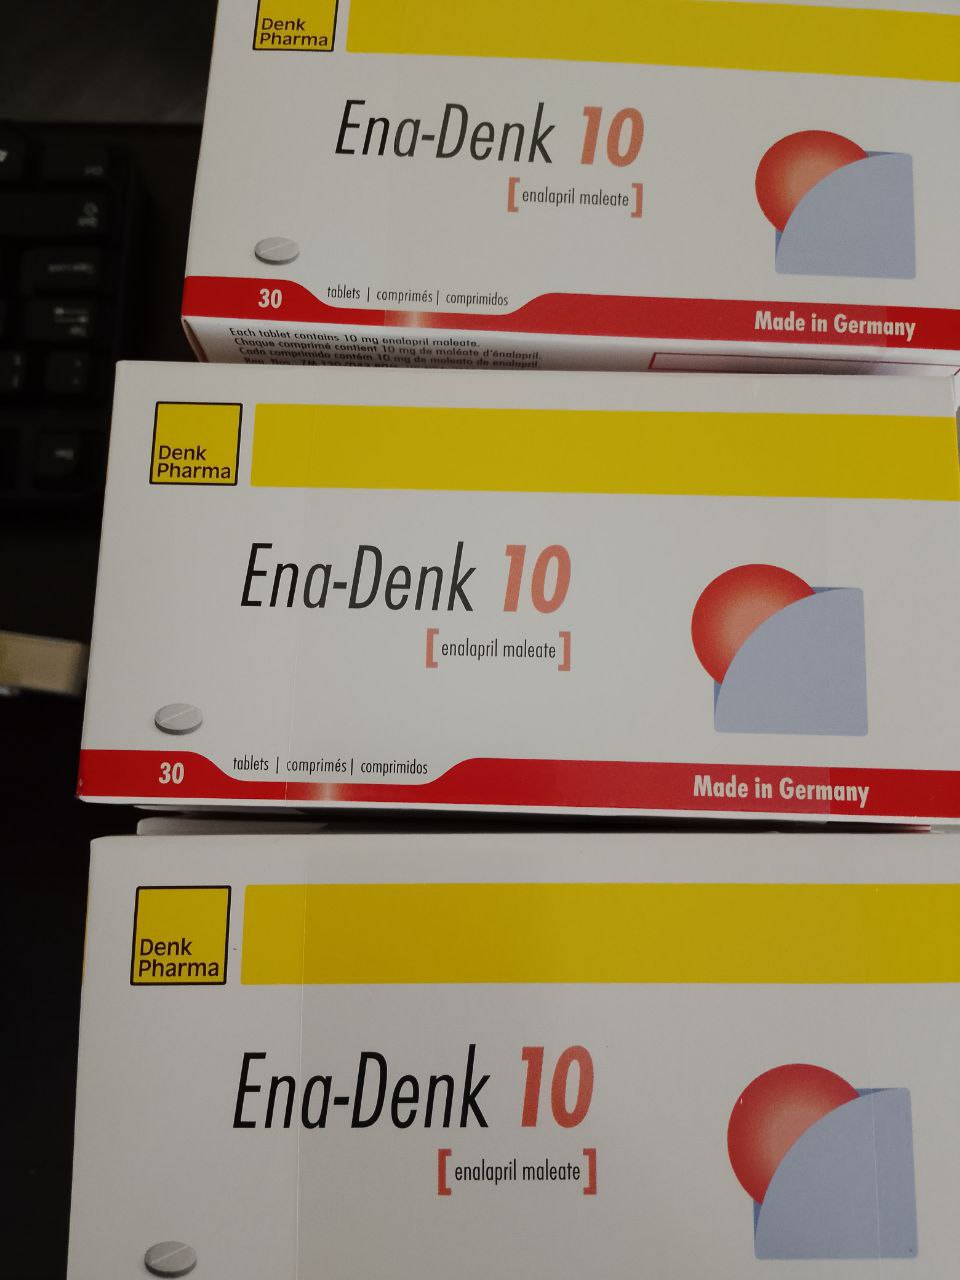 Denk
Pharma
Ena-Denk 10
[enalapril maleate]
30
tablets | comprimés | comprimidos
Made in Germany
Each tablet contains 10 mg enalapril maleate.
Chaque comprimé contient 10 mg de maléate d'énalapril.
Cada comprimido contém 10 mg de maleato de enalapril.
Denk
Pharma
Ena-Denk 10
[enalapril maleate]
30
tablets | comprimés | comprimidos
Made in Germany
Denk
Pharma
Ena-Denk 10
[enalapril maleate]